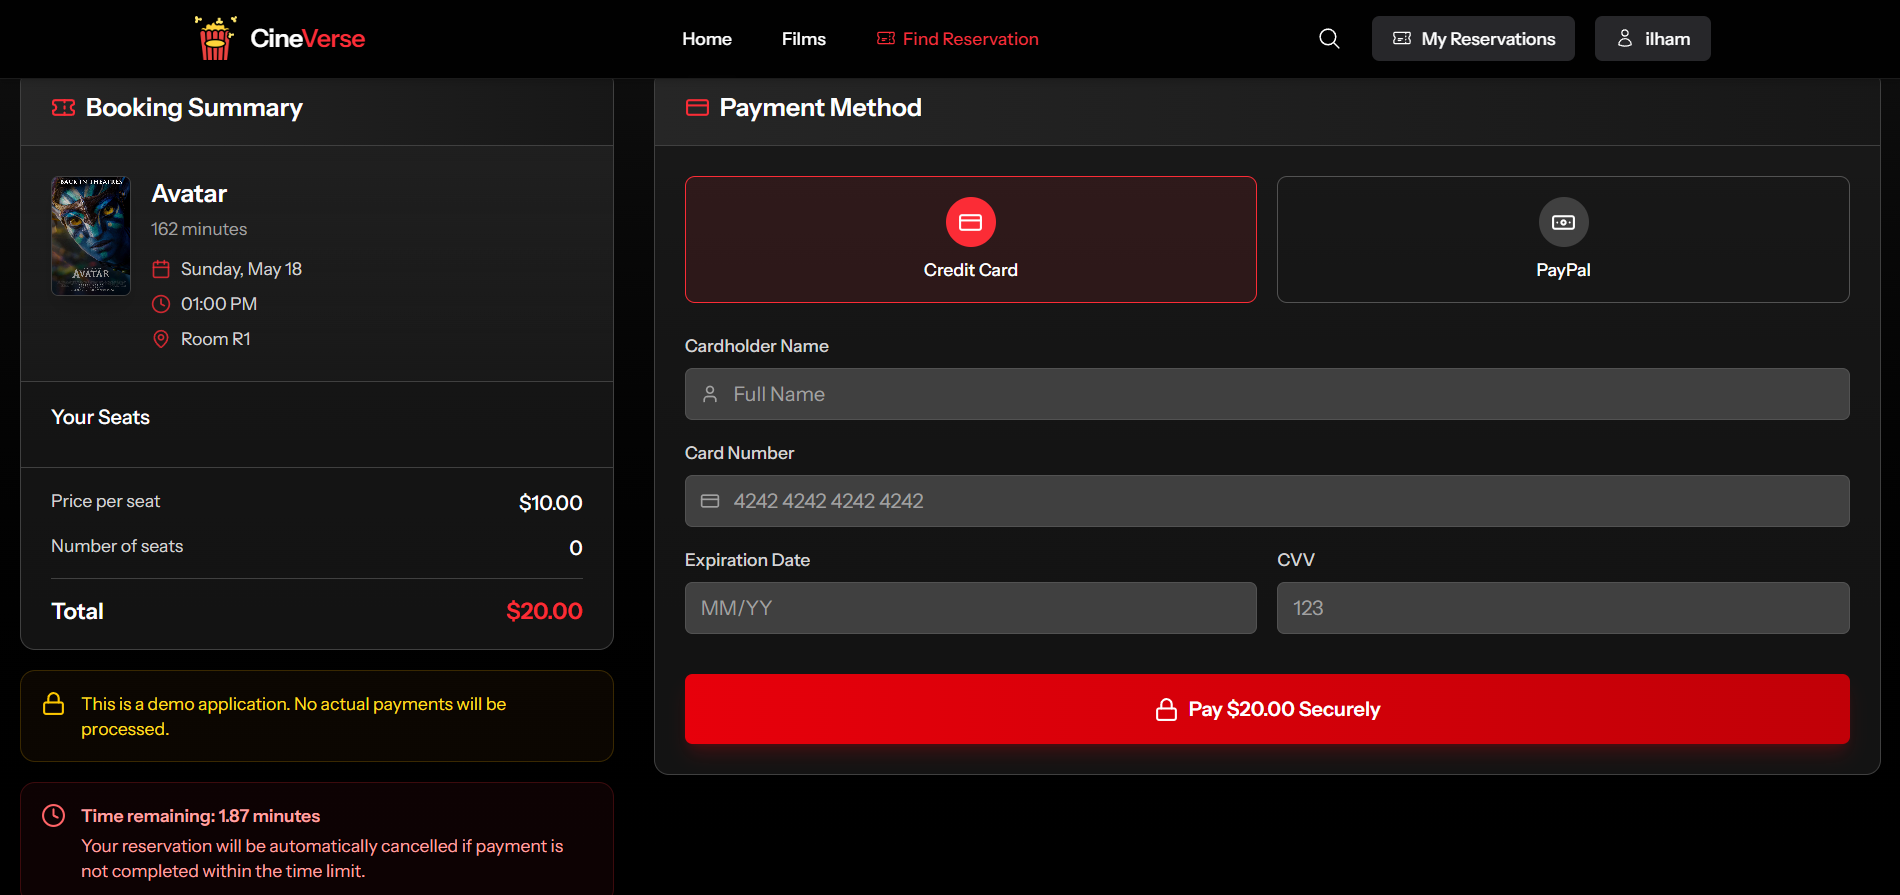 CineVerse
Home
Films
Find Reservation
My Reservations
ilham
Booking Summary
BACK IN THEATRES
AVATAR
Avatar
162 minutes
Sunday, May 18
01:00 PM
Room R1
Your Seats
Price per seat
$10.00
Number of seats
0
Total
$20.00
This is a demo application. No actual payments will be
processed.
Time remaining: 1.87 minutes
Your reservation will be automatically cancelled if payment is
not completed within the time limit.
Payment Method
Credit Card
PayPal
Cardholder Name
Full Name
Card Number
4242 4242 4242 4242
Expiration Date
CVV
MM/YY
123
Pay $20.00 Securely